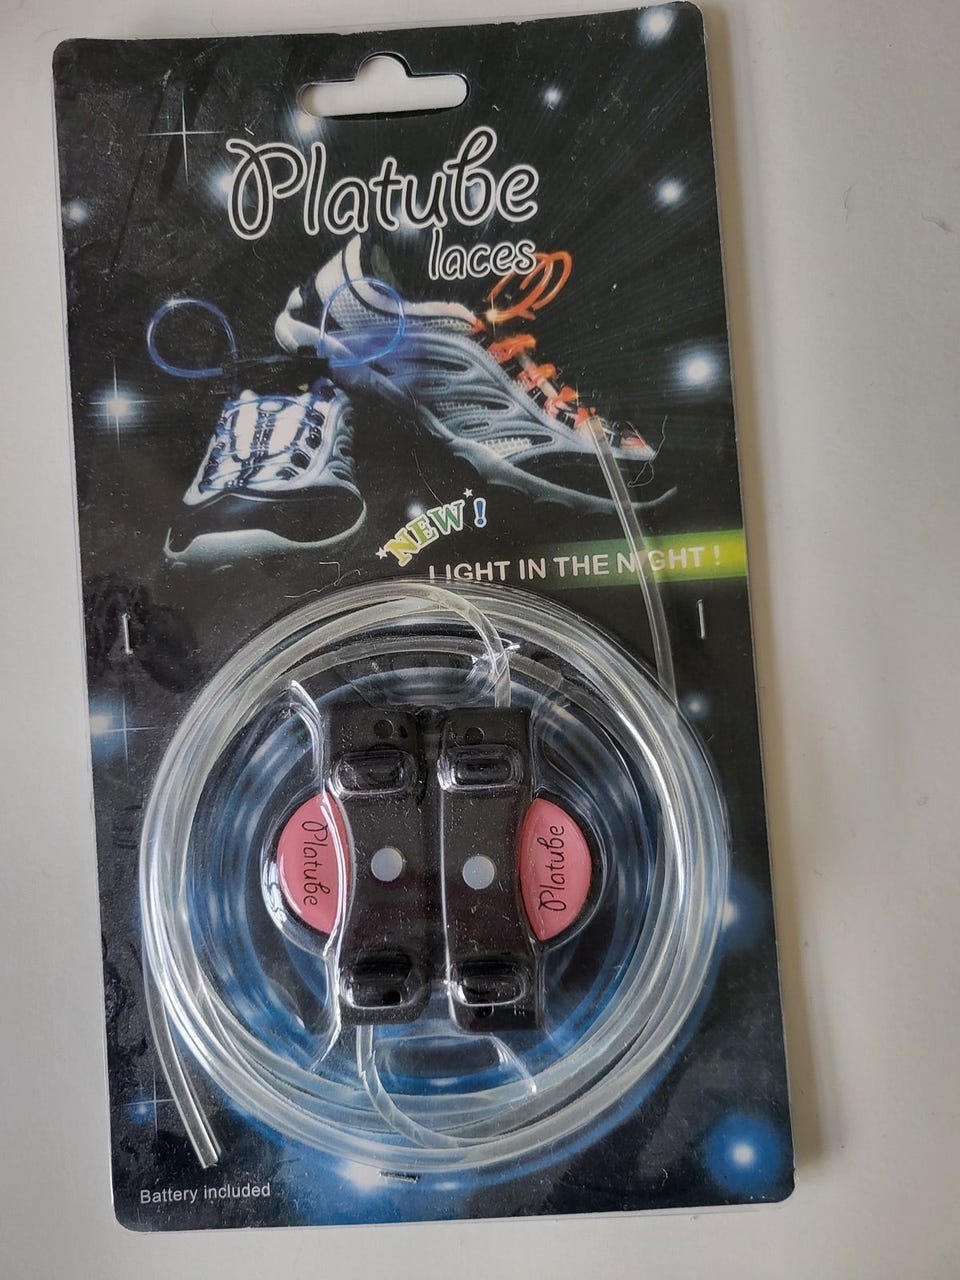 Platube
laces
NEW!
LIGHT IN THE NIGHT !
Platube
Platube
Battery included